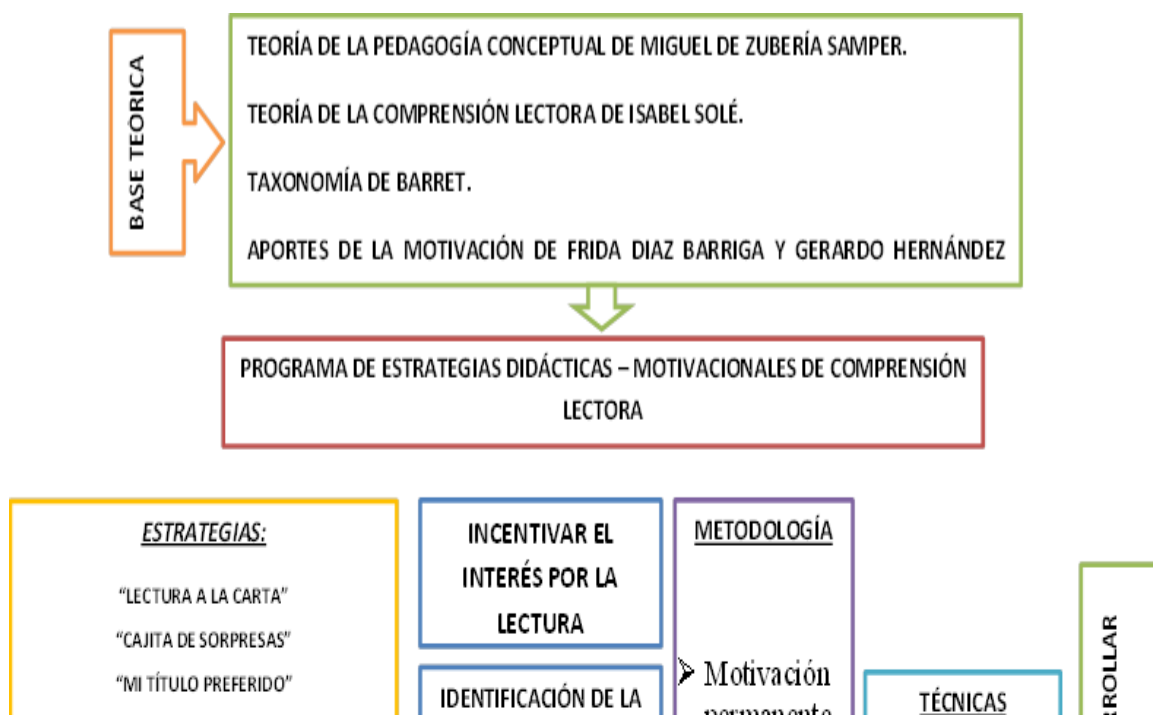 BASE TEÓRICA
TEORÍA DE LA PEDAGOGÍA CONCEPTUAL DE MIGUEL DE ZUBERÍA SAMPER.
TEORÍA DE LA COMPRENSIÓN LECTORA DE ISABEL SOLÉ.
TAXONOMÍA DE BARRET.
APORTES DE LA MOTIVACIÓN DE FRIDA DIAZ BARRIGA Y GERARDO HERNÁNDEZ
PROGRAMA DE ESTRATEGIAS DIDÁCTICAS – MOTIVACIONALES DE COMPRENSIÓN
LECTORA
ESTRATEGIAS:
“LECTURA A LA CARTA”
“CAJITA DE SORPRESAS”
“MI TÍTULO PREFERIDO”
INCENTIVAR EL
INTERÉS POR LA
LECTURA
IDENTIFICACIÓN DE LA
METODOLOGÍA
➢ Motivación
permanente
TÉCNICAS